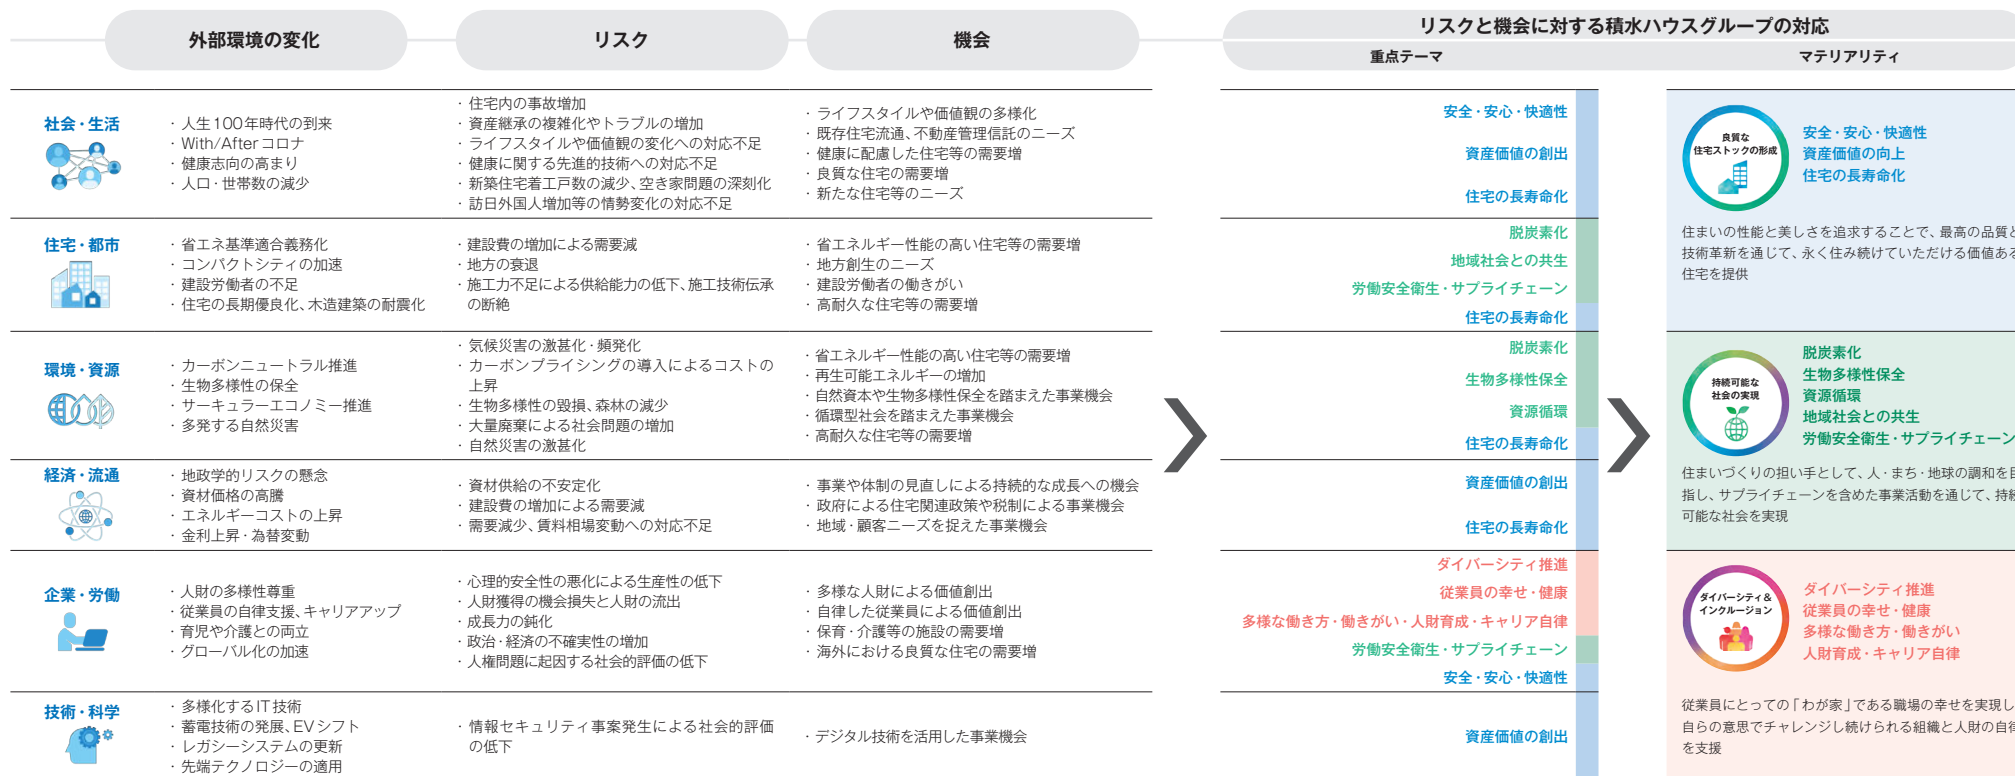 外部環境の変化
リスク
機会
リスクと機会に対する積水ハウスグループの対応
重点テーマ
マテリアリティ
社会・生活
・人生100年時代の到来
・With/Afterコロナ
・健康志向の高まり
・人口・世帯数の減少
・住宅内の事故増加
・資産継承の複雑化やトラブルの増加
・ライフスタイルや価値観の変化への対応不足
・健康に関する先進的技術への対応不足
・新築住宅着工戸数の減少、空き家問題の深刻化
・訪日外国人増加等の情勢変化の対応不足
・ライフスタイルや価値観の多様化
・既存住宅流通、不動産管理信託のニーズ
・健康に配慮した住宅等の需要増
・良質な住宅の需要増
・新たな住宅等のニーズ
安全・安心・快適性
資産価値の創出
住宅の長寿命化
住宅・都市
・省エネ基準適合義務化
・コンパクトシティの加速
・建設労働者の不足
・住宅の長期優良化、木造建築の耐震化
・建設費の増加による需要減
・地方の衰退
・施工力不足による供給能力の低下、施工技術伝承
の断絶
・省エネルギー性能の高い住宅等の需要増
・地方創生のニーズ
・建設労働者の働きがい
・高耐久な住宅等の需要増
脱炭素化
地域社会との共生
労働安全衛生・サプライチェーン
住宅の長寿命化
環境・資源
・カーボンニュートラル推進
・生物多様性の保全
・サーキュラーエコノミー推進
・多発する自然災害
・気候災害の激甚化・頻発化
・カーボンプライシングの導入によるコストの
上昇
・生物多様性の毀損、森林の減少
・大量廃棄による社会問題の増加
・自然災害の激甚化
・省エネルギー性能の高い住宅等の需要増
・再生可能エネルギーの増加
・自然資本や生物多様性保全を踏まえた事業機会
・循環型社会を踏まえた事業機会
・高耐久な住宅等の需要増
脱炭素化
生物多様性保全
資源循環
住宅の長寿命化
経済・流通
・地政学的リスクの懸念
・資材価格の高騰
・エネルギーコストの上昇
・金利上昇・為替変動
・資材供給の不安定化
・建設費の増加による需要減
・需要減少、賃料相場変動への対応不足
・事業や体制の見直しによる持続的な成長への機会
・政府による住宅関連政策や税制による事業機会
・地域・顧客ニーズを捉えた事業機会
資産価値の創出
住宅の長寿命化
企業・労働
・人財の多様性尊重
・従業員の自律支援、キャリアアップ
・育児や介護との両立
・グローバル化の加速
・心理的安全性の悪化による生産性の低下
・人財獲得の機会損失と人財の流出
・成長力の鈍化
・政治・経済の不確実性の増加
・人権問題に起因する社会的評価の低下
・多様な人財による価値創出
・自律した従業員による価値創出
・保育・介護等の施設の需要増
・海外における良質な住宅の需要増
ダイバーシティ推進
従業員の幸せ・健康
多様な働き方・働きがい・人財育成・キャリア自律
労働安全衛生・サプライチェーン
安全・安心・快適性
技術・科学
・多様化するIT技術
・蓄電技術の発展、EVシフト
・レガシーシステムの更新
・先端テクノロジーの適用
・情報セキュリティ事案発生による社会的評価
の低下
・デジタル技術を活用した事業機会
資産価値の創出
良質な
住宅ストックの形成
安全・安心・快適性
資産価値の向上
住宅の長寿命化
住まいの性能と美しさを追求することで、最高の品質と
技術革新を通じて、永く住み続けていただける価値ある
住宅を提供
持続可能な
社会の実現
脱炭素化
生物多様性保全
資源循環
地域社会との共生
労働安全衛生・サプライチェーン
住まいづくりの担い手として、人・まち・地球の調和を目
指し、サプライチェーンを含めた事業活動を通じて、持続
可能な社会を実現
ダイバーシティ&
インクルージョン
ダイバーシティ推進
従業員の幸せ・健康
多様な働き方・働きがい
人財育成・キャリア自律
従業員にとっての「わが家」である職場の幸せを実現し
自らの意思でチャレンジし続けられる組織と人財の自律
を支援